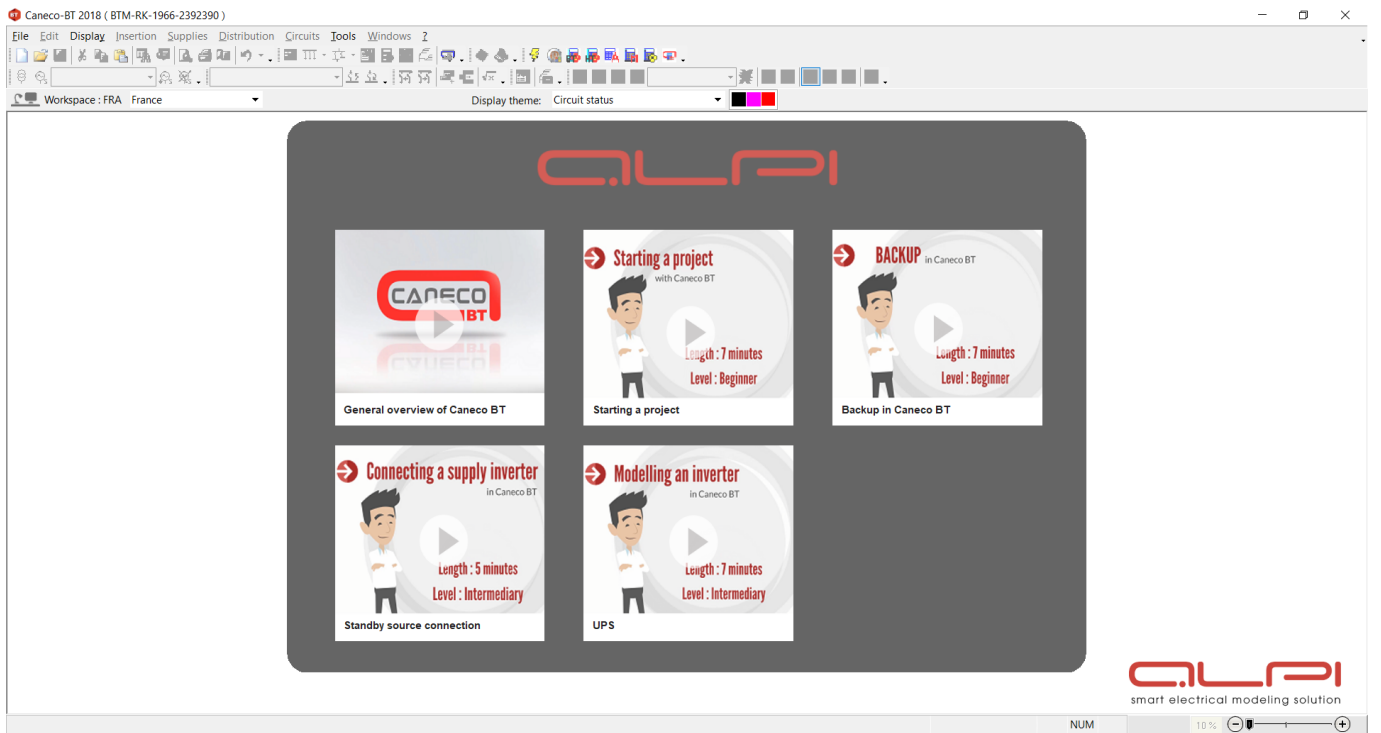 Caneco-BT 2018 ( BTM-RK-1966-2392390 )
File Edit Display Insertion Supplies Distribution Circuits Tools Windows ?
Workspace : FRA France Display theme: Circuit status
ALPI
CANECO
BT
General overview of Caneco BT
Starting a project
with Caneco BT
Length : 7 minutes
Level : Beginner
Starting a project
BACKUP in Caneco BT
Length : 7 minutes
Level : Beginner
Backup in Caneco BT
Connecting a supply inverter
in Caneco BT
Length : 5 minutes
Level : Intermediary
Standby source connection
Modelling an inverter
in Caneco BT
Length : 7 minutes
Level : Intermediary
UPS
ALPI
smart electrical modeling solution
NUM 10 %